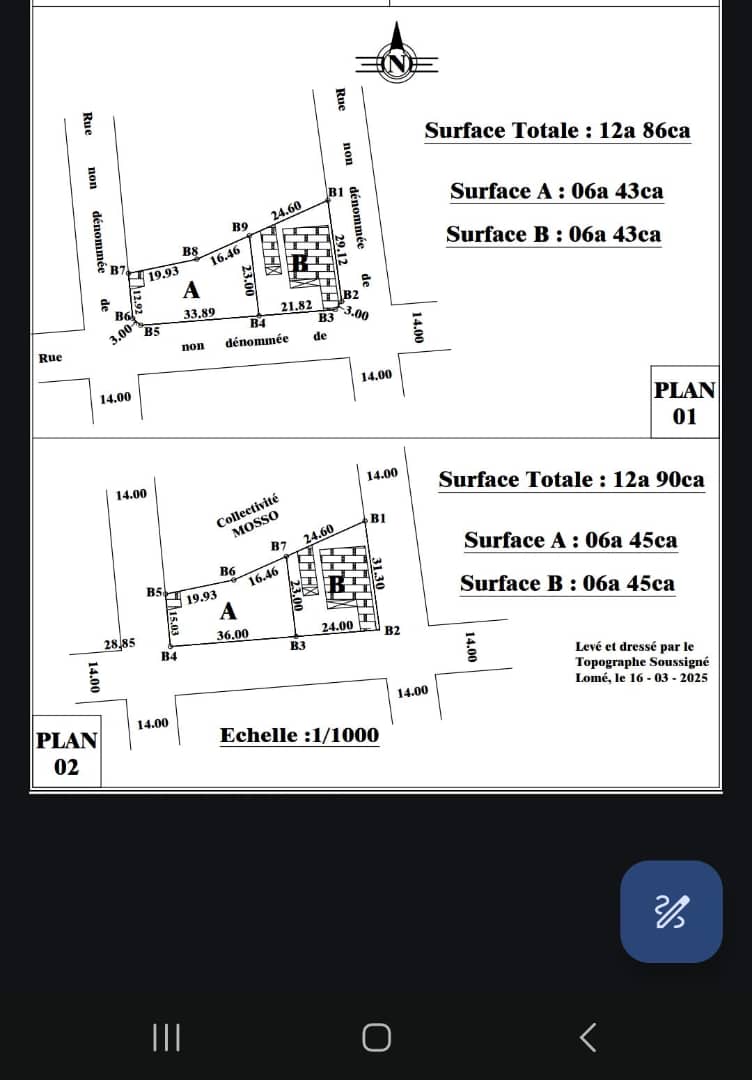 N
Rue non dénommée de
Rue non dénommée de
Surface Totale : 12a 86ca
Surface A : 06a 43ca
Surface B : 06a 43ca
B1
24.60
B9
B8
16.46
B7
19.93
23.00
29.12
B
A
12.92
B2
21.82
3.00
33.89
B6
B3
B4
B5
3.00
Rue non dénommée de
14.00
14.00
14.00
PLAN
01
14.00
14.00
Collectivité
MOSSO
Surface Totale : 12a 90ca
B1
24.60
B7
Surface A : 06a 45ca
B6
16.46
31.30
B5
19.93
23.00
B
Surface B : 06a 45ca
A
15.03
24.00
B2
36.00
28,85
B3
B4
14.00
14.00
Levé et dressé par le
Topographe Soussigné
Lomé, le 16 - 03 - 2025
14.00
14.00
Echelle :1/1000
PLAN
02